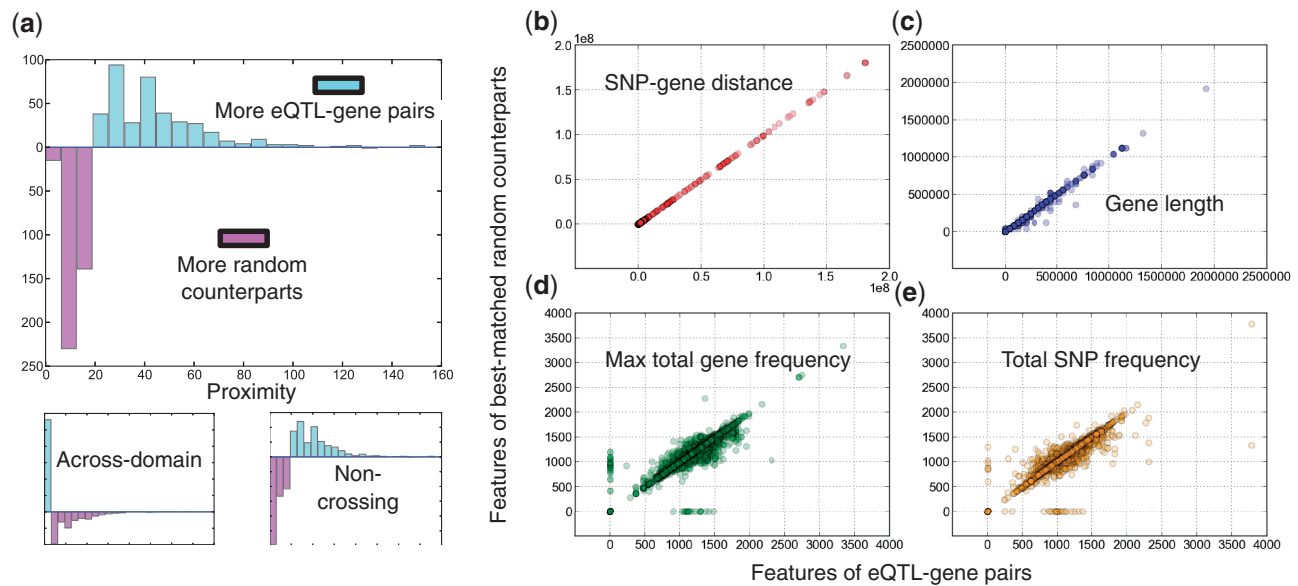 (a)
100
50
0
50
100
150
200
250
More eQTL-gene pairs
More random
counterparts
0 20 40 60 80 100 120 140 160
Proximity
Across-domain
Non-
crossing
Features of best-matched random counterparts
(b)
1e8
2.0
1.5
1.0
0.5
0.0
SNP-gene distance
0.0 0.5 1.0 1.5 2.0
1e8
(c)
2500000
2000000
1500000
1000000
500000
0
Gene length
0 500000 1000000 1500000 2000000 2500000
(d)
4000
3500
3000
2500
2000
1500
1000
500
0
Max total gene frequency
0 500 1000 1500 2000 2500 3000 3500 4000
(e)
4000
3500
3000
2500
2000
1500
1000
500
0
Total SNP frequency
0 500 1000 1500 2000 2500 3000 3500 4000
Features of eQTL-gene pairs